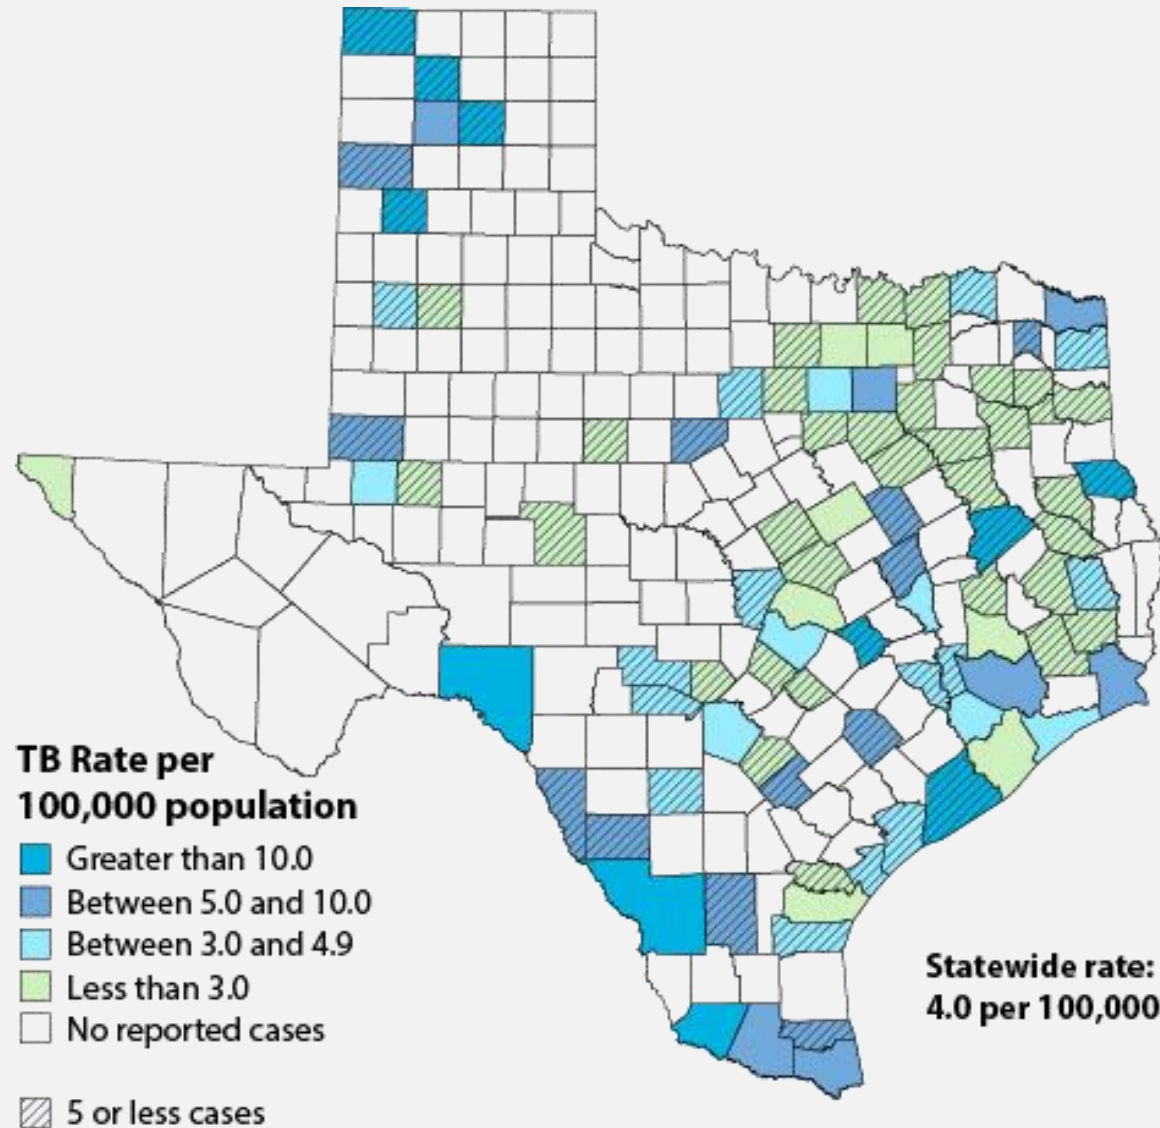 TB Rate per
100,000 population
Greater than 10.0
Between 5.0 and 10.0
Between 3.0 and 4.9
Less than 3.0
No reported cases
5 or less cases
Statewide rate:
4.0 per 100,000